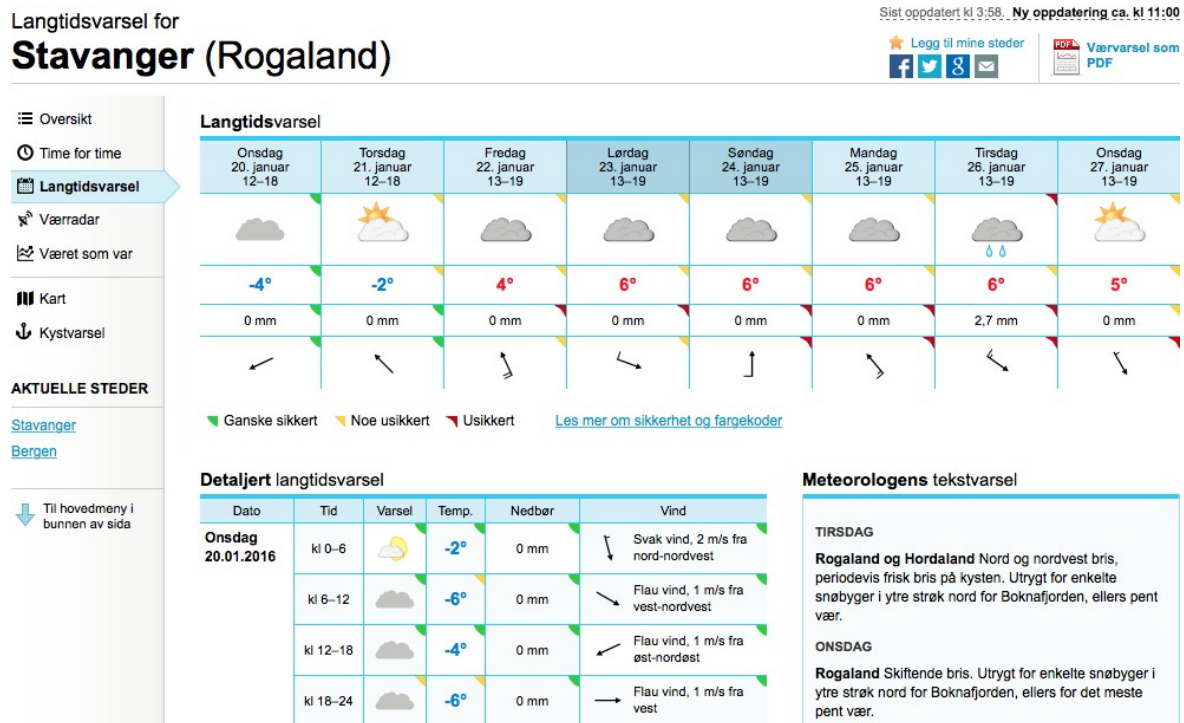 Langtidsvarsel for
Stavanger (Rogaland)
Sist oppdatert kl 3:58. Ny oppdatering ca. kl 11:00
Legg til mine steder
Værvarsel som
PDF
Oversikt
Time for time
Langtidsvarsel
Værradar
Været som var
Kart
Kystvarsel
AKTUELLE STEDER
Stavanger
Bergen
Til hovedmeny i
bunnen av sida
Langtidsvarsel
Onsdag Torsdag Fredag Lørdag Søndag Mandag Tirsdag Onsdag
20. januar 21. januar 22. januar 23. januar 24. januar 25. januar 26. januar 27. januar
12–18 12–18 13–19 13–19 13–19 13–19 13–19 13–19
-4° -2° 4° 6° 6° 6° 6° 5°
0 mm 0 mm 0 mm 0 mm 0 mm 0 mm 2,7 mm 0 mm
Ganske sikkert Noe usikkert Usikkert Les mer om sikkerhet og fargekoder
Detaljert langtidsvarsel
Dato Tid Varsel Temp. Nedbør Vind
Onsdag
20.01.2016
kl 0–6 -2° 0 mm Svak vind, 2 m/s fra
nord-nordvest
kl 6–12 -6° 0 mm Flau vind, 1 m/s fra
vest-nordvest
kl 12–18 -4° 0 mm Flau vind, 1 m/s fra
øst-nordøst
kl 18–24 -6° 0 mm Flau vind, 1 m/s fra
vest
Meteorologens tekstvarsel
TIRSDAG
Rogaland og Hordaland Nord og nordvest bris,
periodevis frisk bris på kysten. Utrygt for enkelte
snøbyger i ytre strøk nord for Boknafjorden, ellers pent
vær.
ONSDAG
Rogaland Skiftende bris. Utrygt for enkelte snøbyger i
ytre strøk nord for Boknafjorden, ellers for det meste
pent vær.